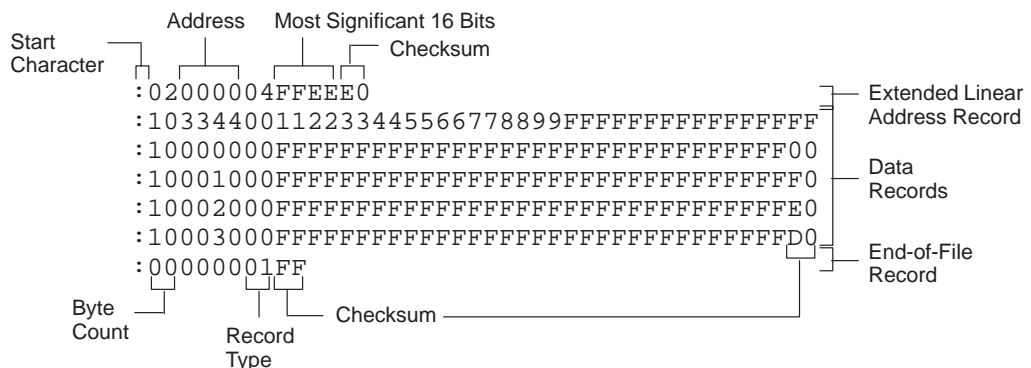 Address
Most Significant 16 Bits
Start
Character
Checksum
:02000004FFEEE0
Extended Linear
Address Record
:10334400112233445566778899FFFFFFFFFFFFFFFF
:10000000FFFFFFFFFFFFFFFFFFFFFFFFFFFFFFFF00
:10001000FFFFFFFFFFFFFFFFFFFFFFFFFFFFFFFFF0
Data
Records
:10002000FFFFFFFFFFFFFFFFFFFFFFFFFFFFFFFFE0
:10003000FFFFFFFFFFFFFFFFFFFFFFFFFFFFFFFFD0
:00000001FF
End-of-File
Record
Byte
Count
Record
Type
Checksum